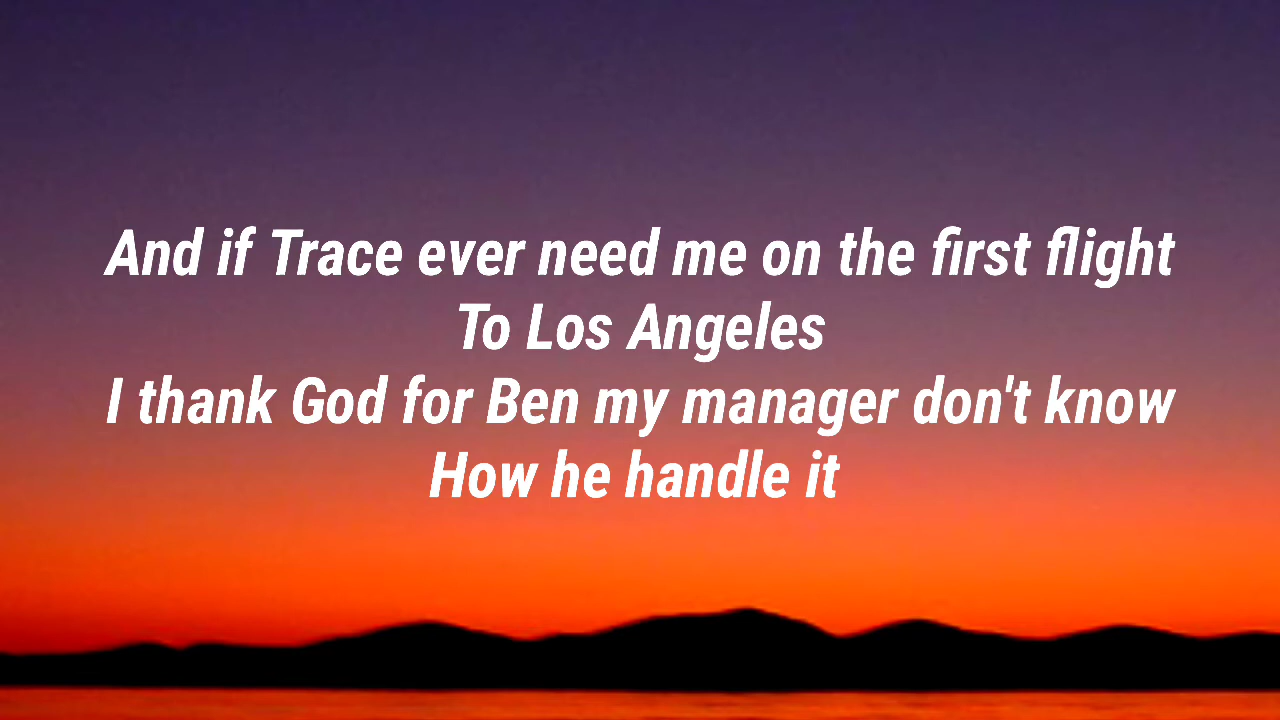 And if Trace ever need me on the first flight
To Los Angeles
I thank God for Ben my manager don't know
How he handle it